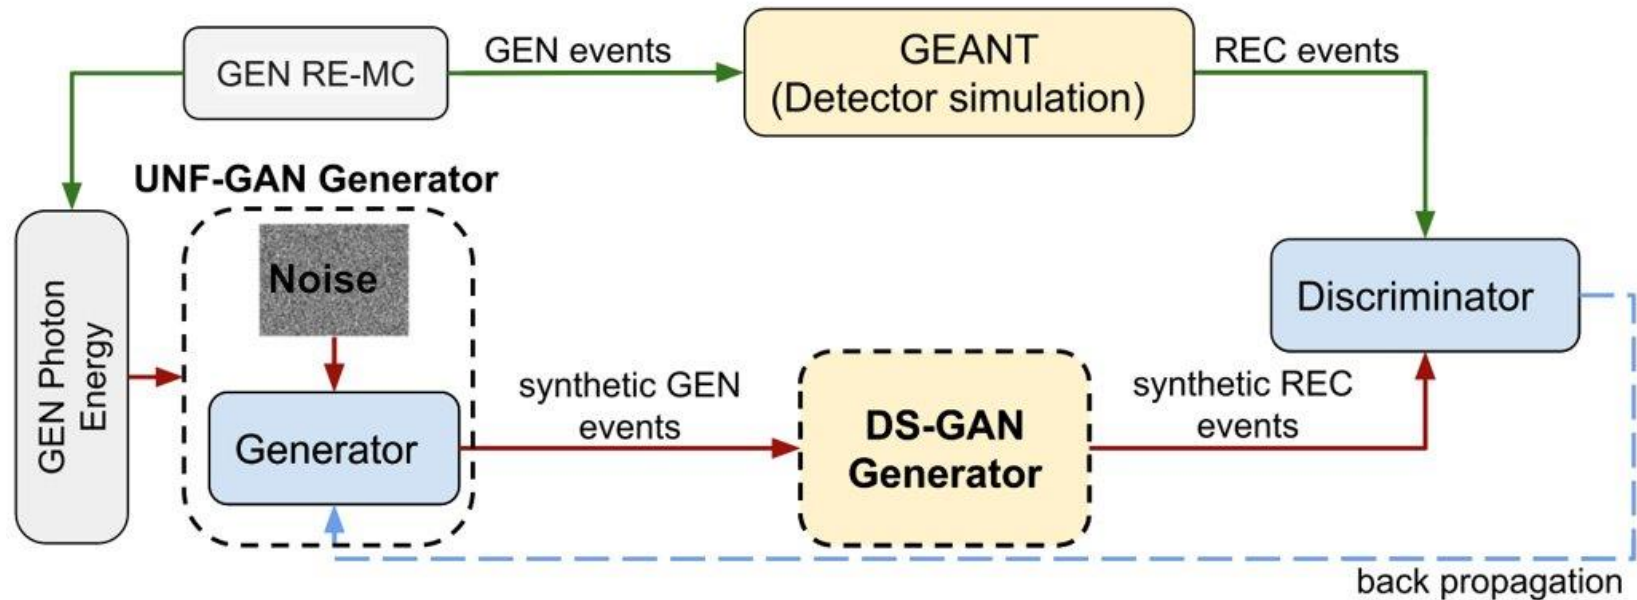 GEN RE-MC
GEN events
GEANT
(Detector simulation)
REC events
UNF-GAN Generator
GEN Photon
Energy
Noise
Generator
synthetic GEN
events
DS-GAN
Generator
synthetic REC
events
Discriminator
back propagation